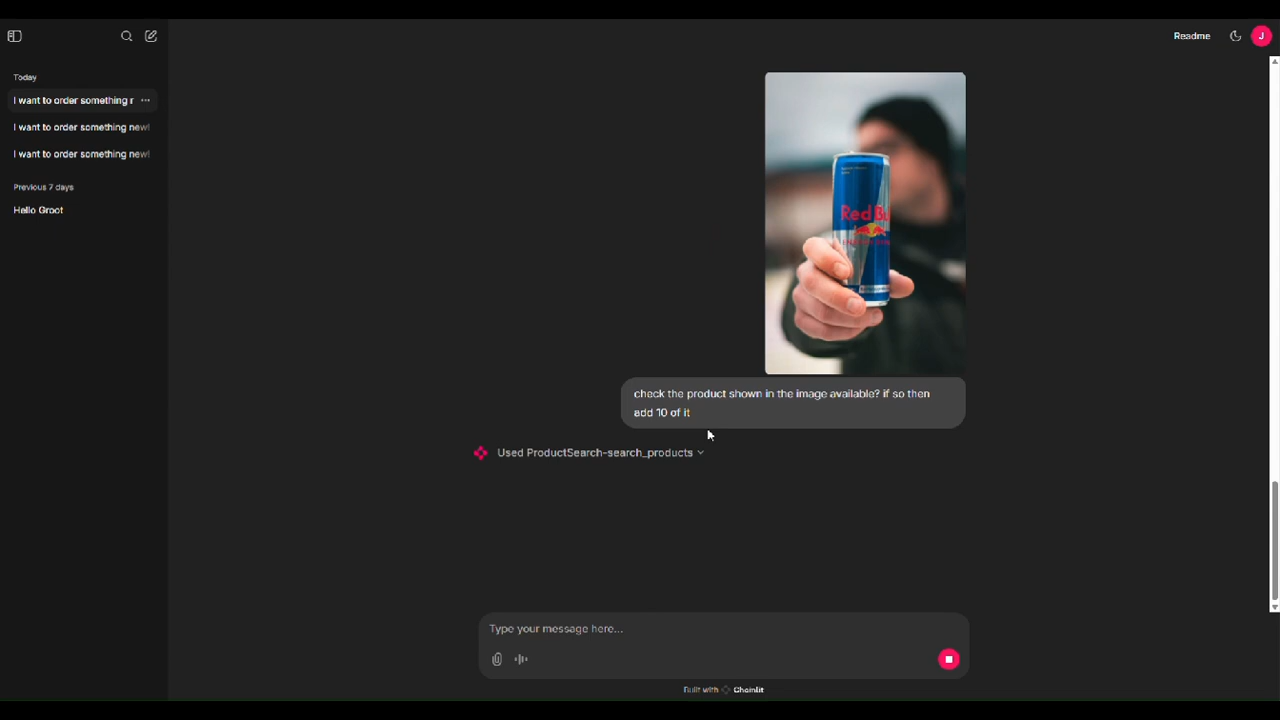 Readme
J
Today
I want to order something r
I want to order something new!
I want to order something new!
Previous 7 days
Hello Groot
Red Bu
check the product shown in the image available? if so then
add 10 of it
Used ProductSearch-search_products
Type your message here...
Built with Chainlit